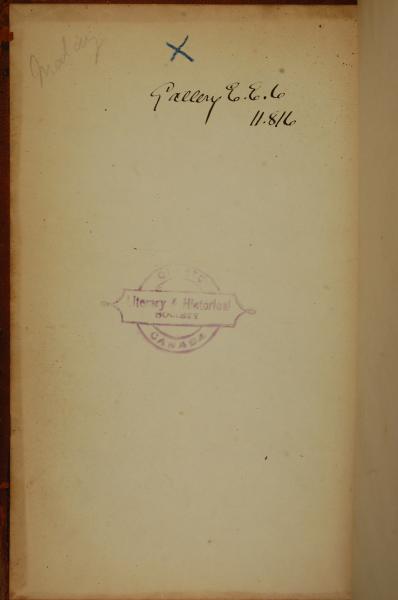 Gallery E. E. 6
11.816
Literary & Historical
SOCIETY
CANADA